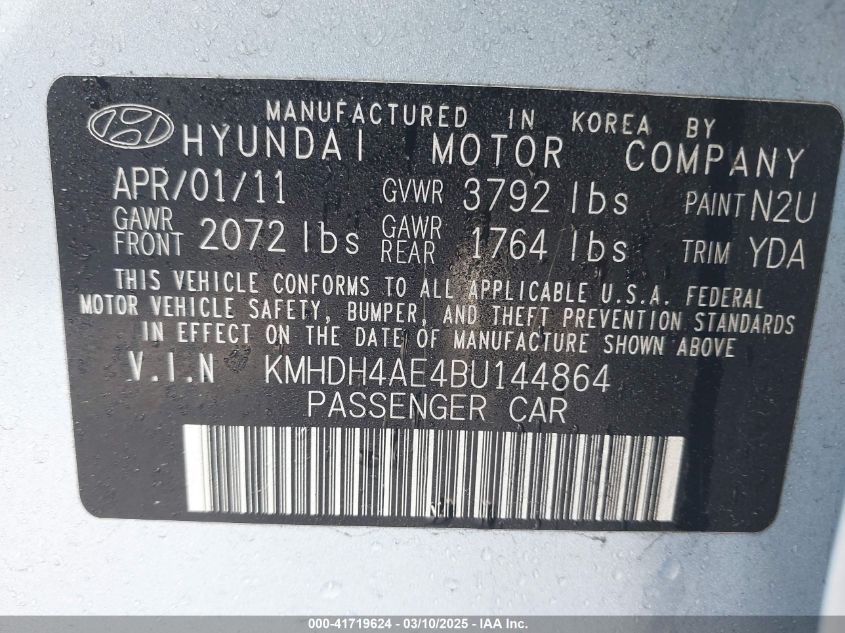 MANUFACTURED IN KOREA BY
HYUNDAI MOTOR COMPANY
APR/01/11 GVWR 3792 lbs PAINT N2U
GAWR FRONT 2072 lbs GAWR REAR 1764 lbs TRIM YDA
THIS VEHICLE CONFORMS TO ALL APPLICABLE U.S.A. FEDERAL
MOTOR VEHICLE SAFETY, BUMPER, AND THEFT PREVENTION STANDARDS
IN EFFECT ON THE DATE OF MANUFACTURE SHOWN ABOVE
V.I.N KMHDH4AE4BU144864
PASSENGER CAR
000-41719624 - 03/10/2025 - COPYRIGHT © IAA, LLC.